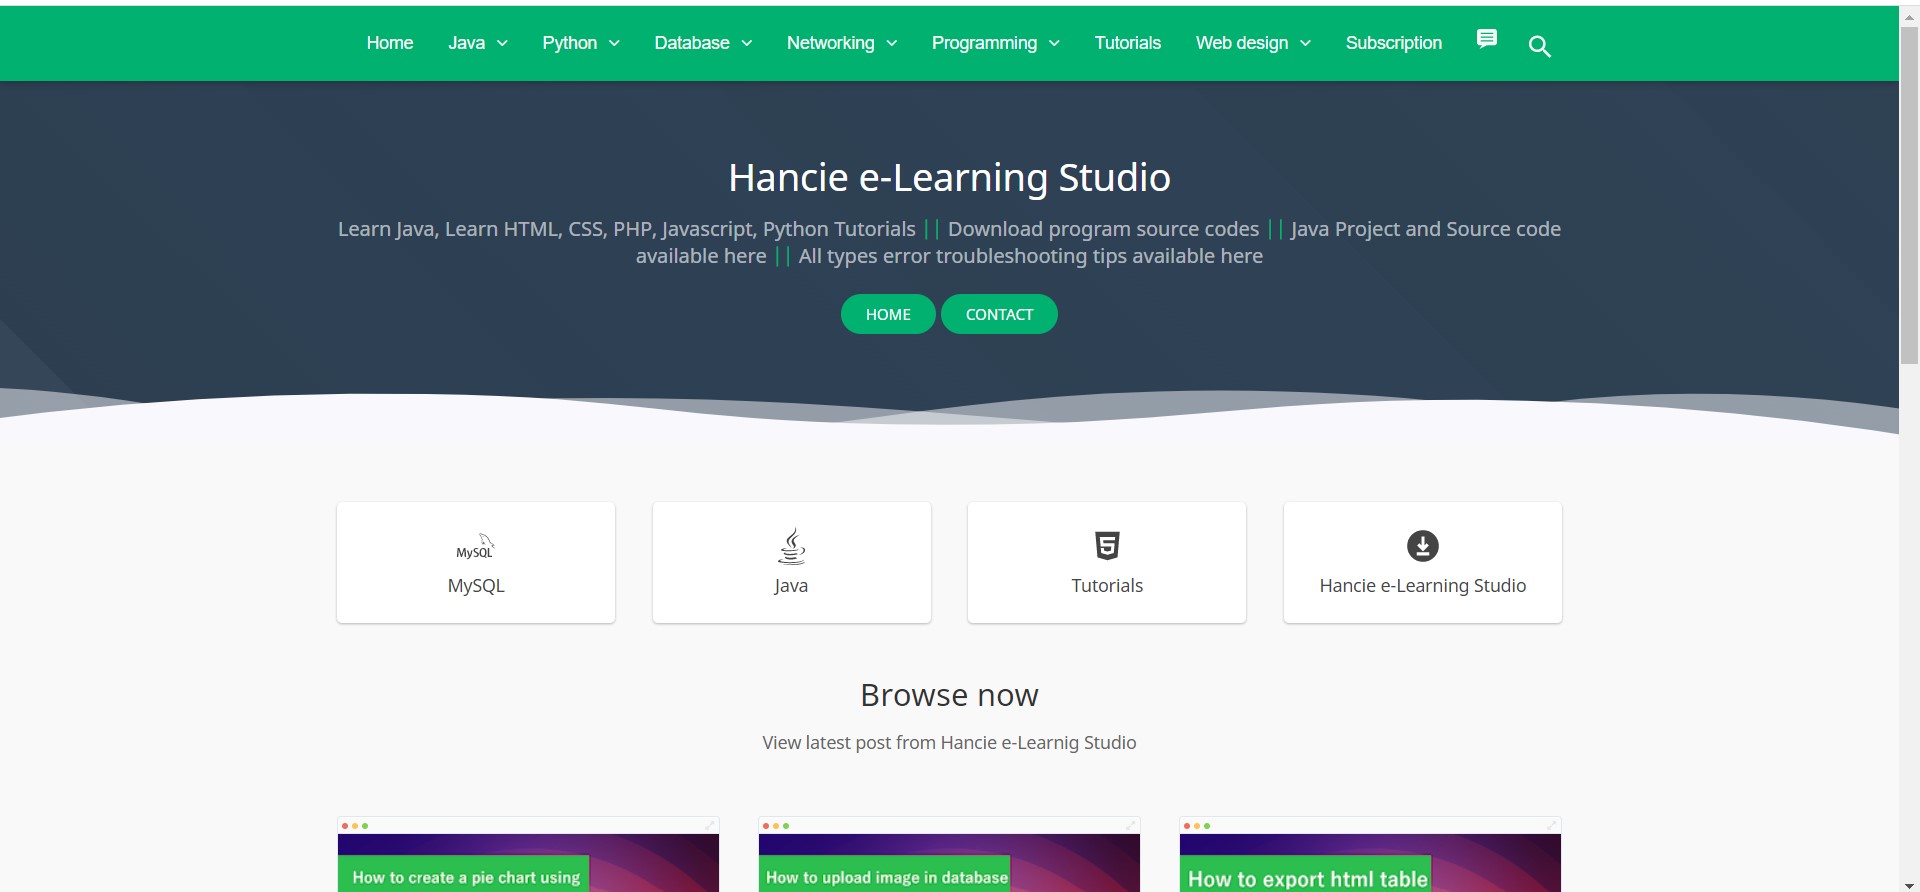 Home Java Python Database Networking Programming Tutorials Web design Subscription
Hancie e-Learning Studio
Learn Java, Learn HTML, CSS, PHP, Javascript, Python Tutorials || Download program source codes || Java Project and Source code
available here || All types error troubleshooting tips available here
HOME CONTACT
MySQL
MySQL Java Tutorials Hancie e-Learning Studio
Browse now
View latest post from Hancie e-Learnig Studio
How to create a pie chart using How to upload image in database How to export html table